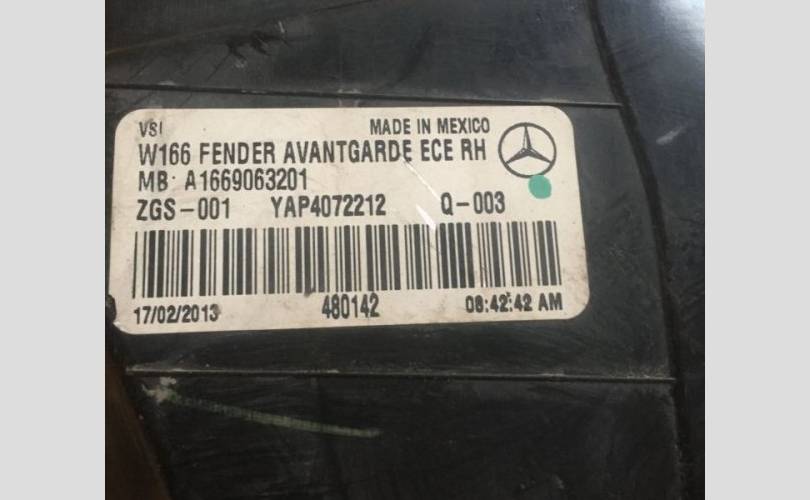 VSI MADE IN MEXICO
W166 FENDER AVANTGARDE ECE RH
MB: A1669063201
ZGS-001 YAP4072212 Q-003
17/02/2013 480142 08:42:42 AM